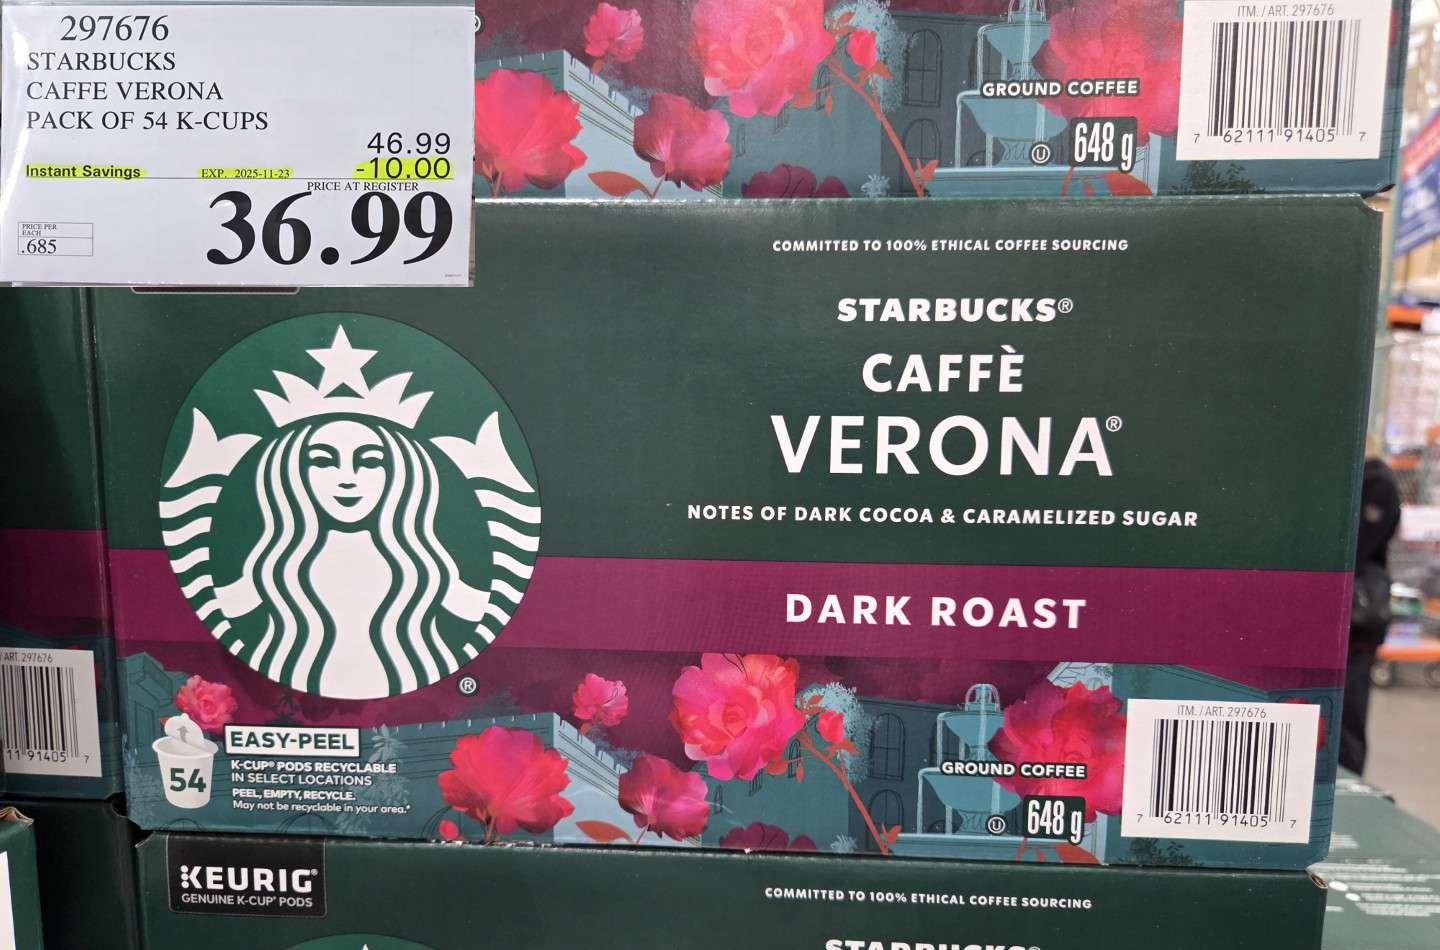 297676
STARBUCKS
CAFFE VERONA
PACK OF 54 K-CUPS
46.99
Instant Savings EXP. 2025-11-23 -10.00
PRICE AT REGISTER
36.99
PRICE PER
EACH
.685
ITM. / ART. 297676
7 62111 91405 7
GROUND COFFEE
U 648 g
COMMITTED TO 100% ETHICAL COFFEE SOURCING
STARBUCKS®
CAFFÈ
VERONA®
NOTES OF DARK COCOA & CARAMELIZED SUGAR
DARK ROAST
®
EASY-PEEL
54
K-CUP® PODS RECYCLABLE
IN SELECT LOCATIONS
PEEL, EMPTY, RECYCLE.
May not be recyclable in your area.*
GROUND COFFEE
U 648 g
ITM. / ART. 297676
7 62111 91405 7
/ ART. 297676
11 91405 7
KEURIG®
GENUINE K-CUP® PODS
COMMITTED TO 100% ETHICAL COFFEE SOURCING
STARBUCKS®